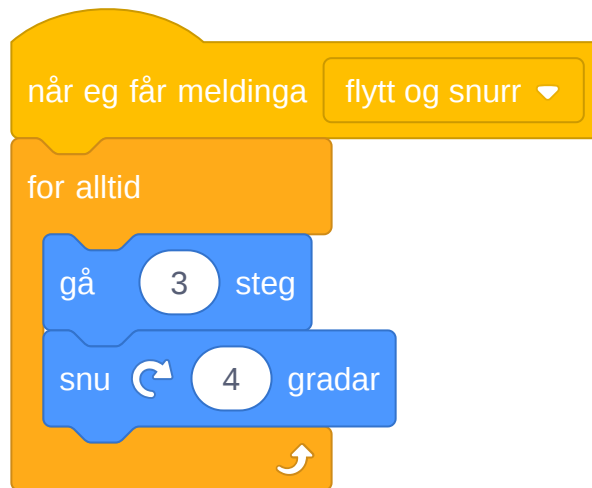 når eg får meldinga flytt og snurr
for alltid
gå 3 steg
snu 4 gradar